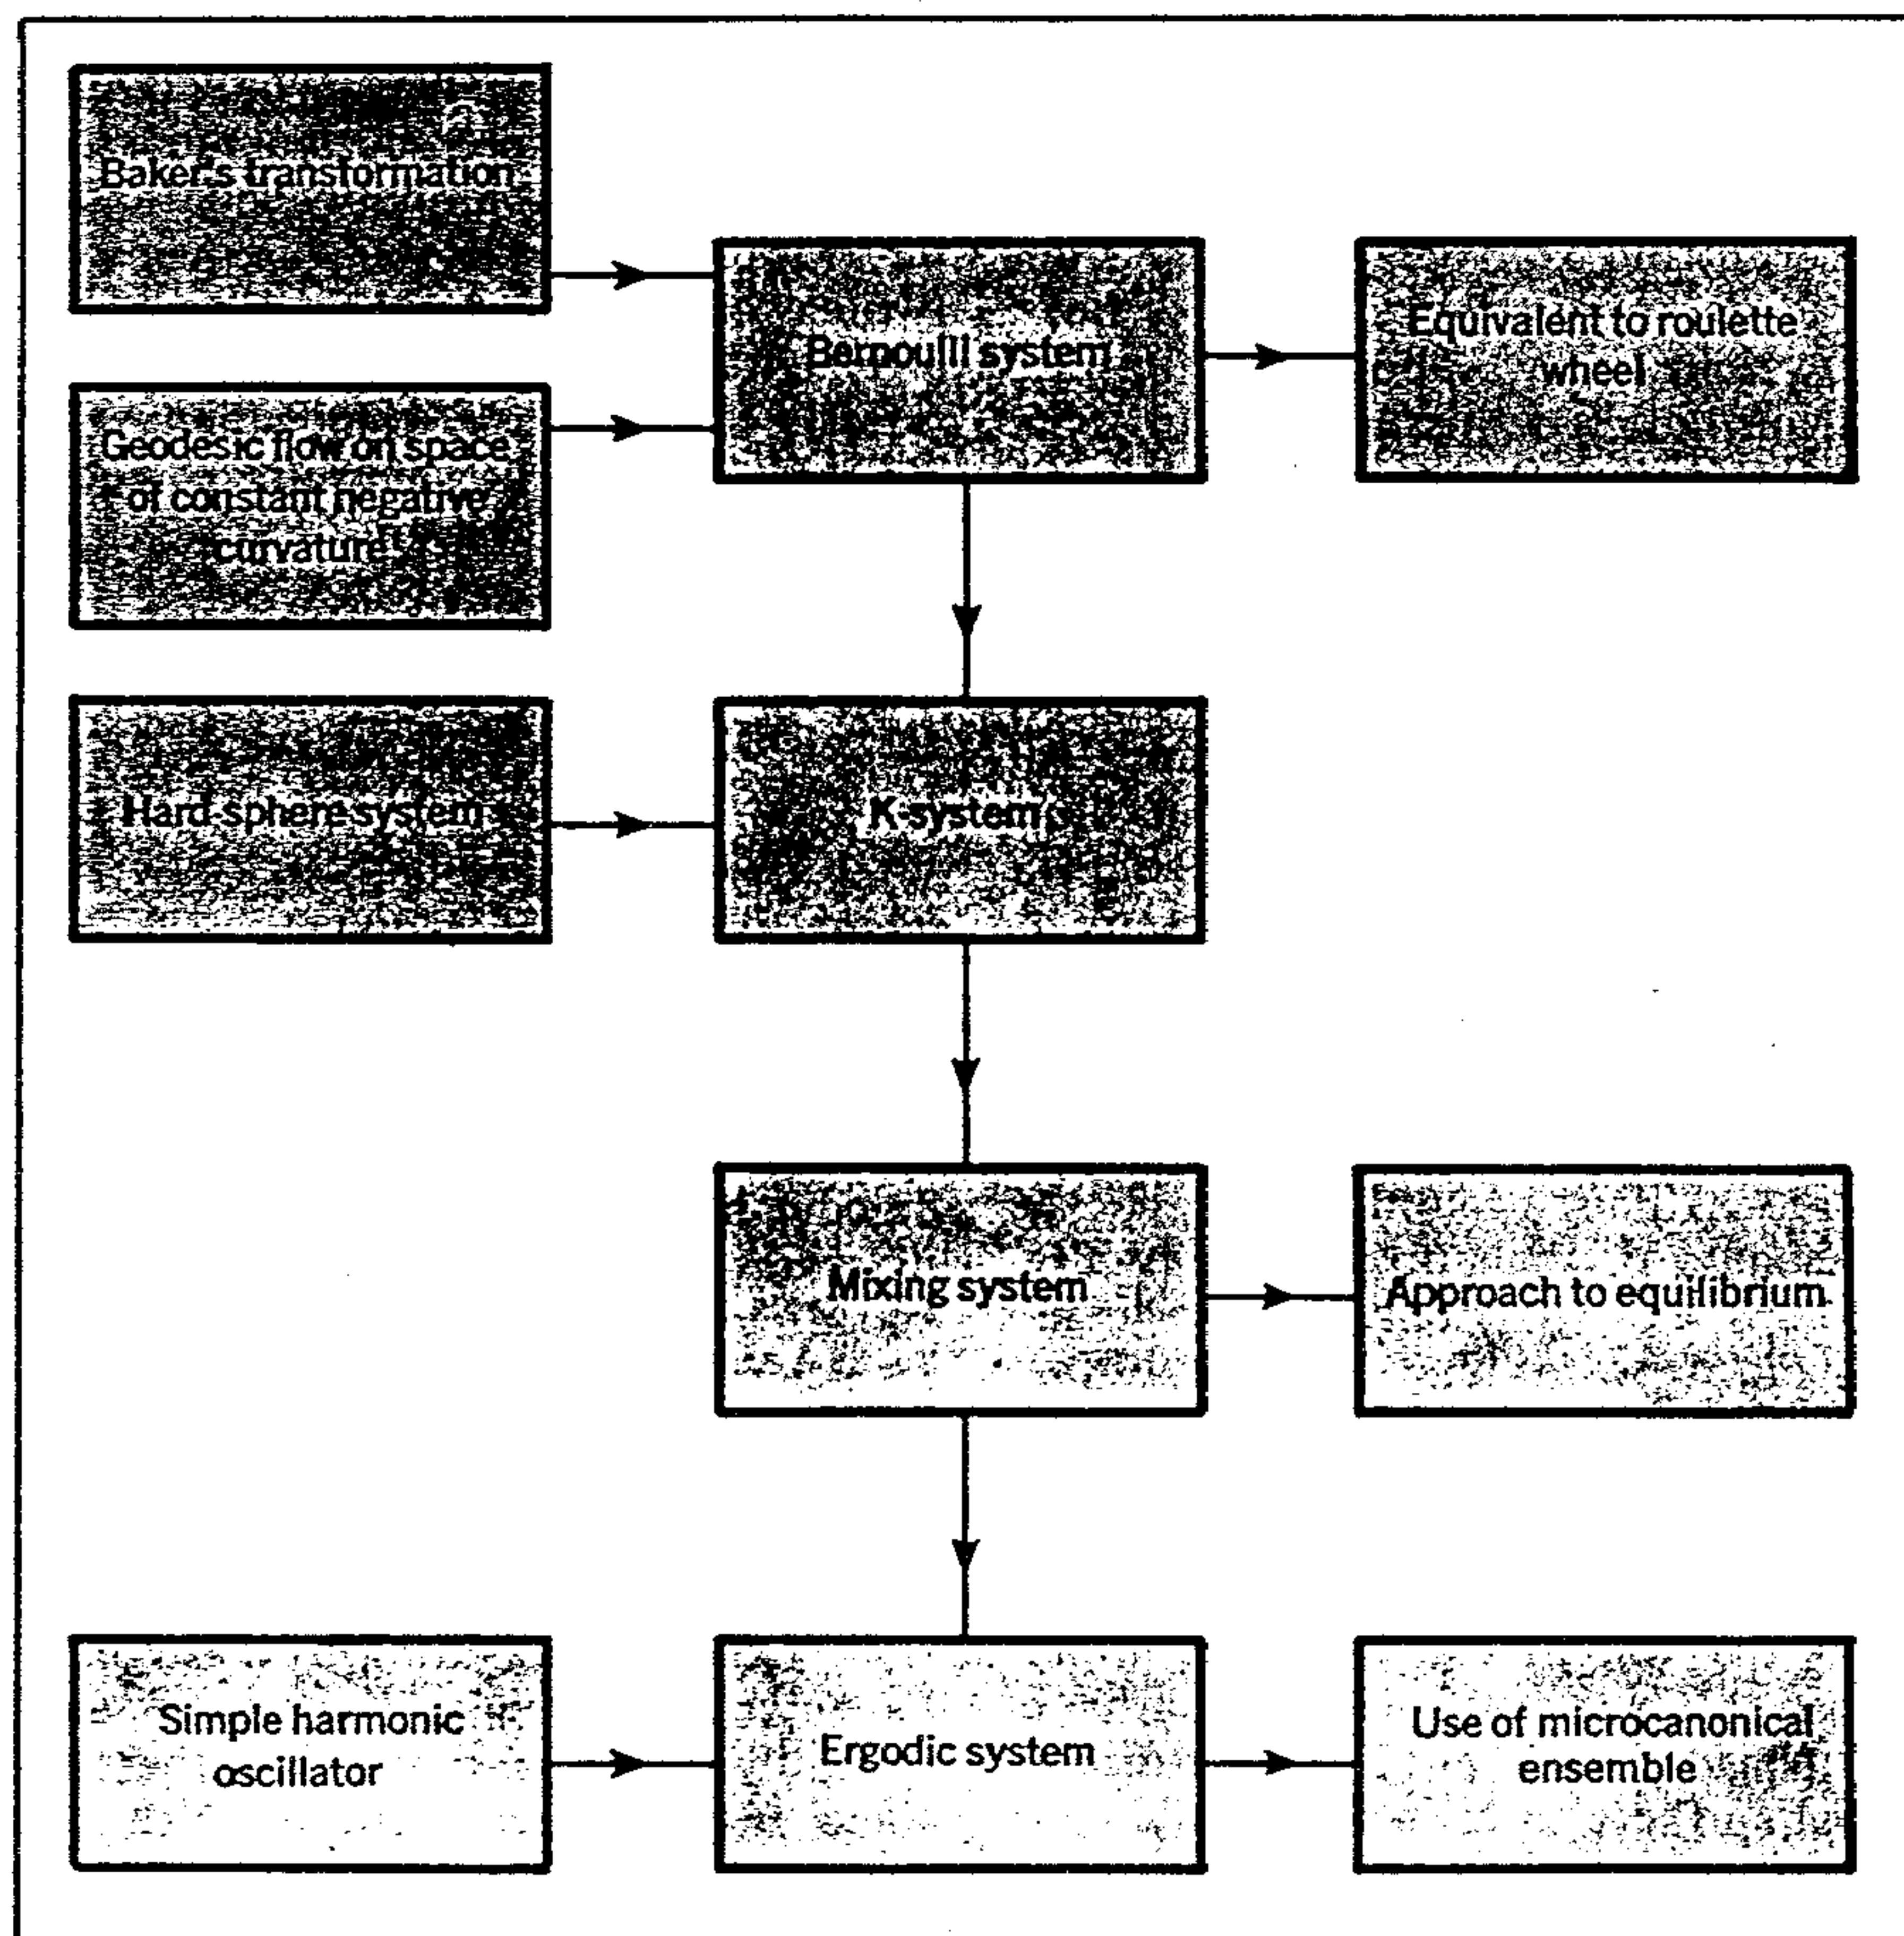 Baker's transformation
Bernoulli system
Equivalent to roulette
wheel
Geodesic flow on space
of constant negative
curvature
Hard-sphere system
K-system
Mixing system
Approach to equilibrium
Simple harmonic
oscillator
Ergodic system
Use of microcanonical
ensemble